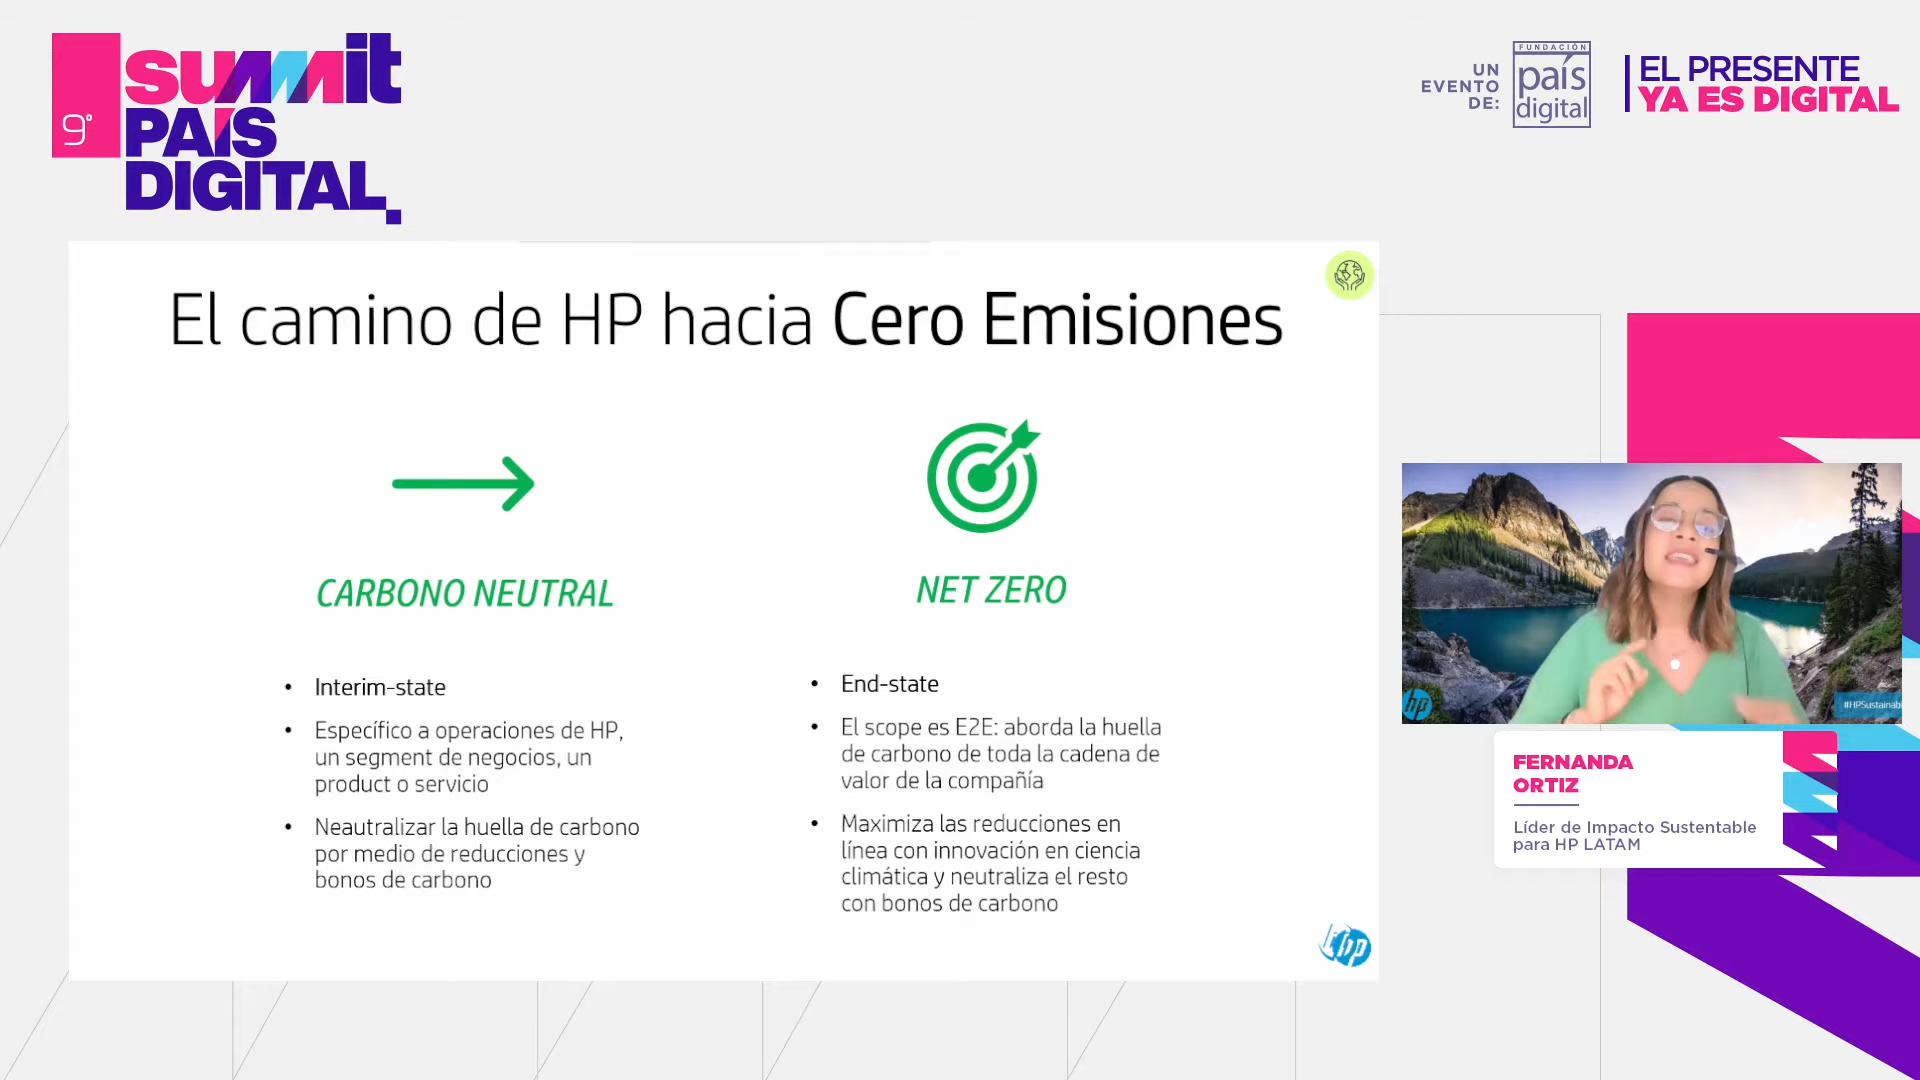 9°
summit
PAÍS
DIGITAL.
UN
EVENTO
DE:
FUNDACIÓN
país
digital
EL PRESENTE
YA ES DIGITAL
El camino de HP hacia Cero Emisiones
CARBONO NEUTRAL
• Interim-state
• Específico a operaciones de HP,
un segment de negocios, un
product o servicio
• Neautralizar la huella de carbono
por medio de reducciones y
bonos de carbono
NET ZERO
• End-state
• El scope es E2E: aborda la huella
de carbono de toda la cadena de
valor de la compañía
• Maximiza las reducciones en
línea con innovación en ciencia
climática y neutraliza el resto
con bonos de carbono
hp
hp
#HPSustainab
FERNANDA
ORTIZ
Líder de Impacto Sustentable
para HP LATAM